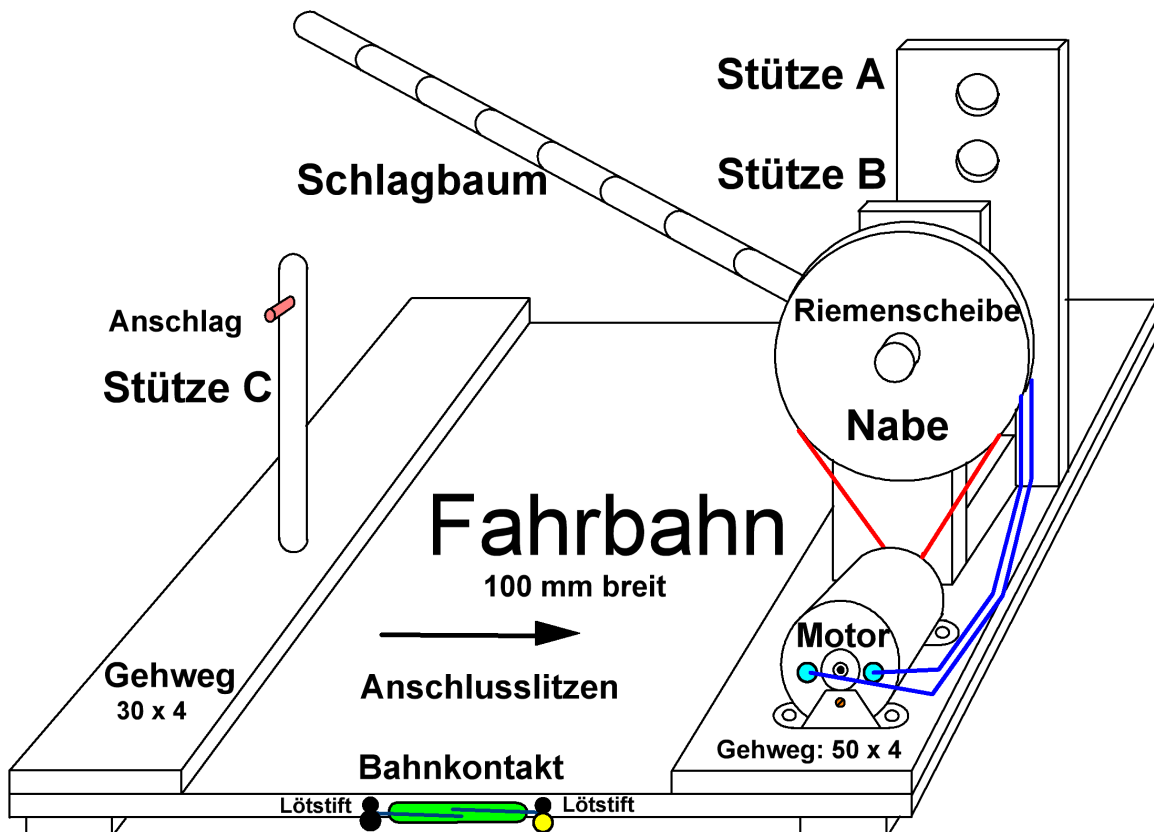 Stütze A
Stütze B
Schlagbaum
Riemenscheibe
Anschlag
Stütze C
Nabe
Fahrbahn
100 mm breit
Motor
Gehweg
30 x 4
Anschlusslitzen
Gehweg: 50 x 4
Bahnkontakt
Lötstift
Lötstift